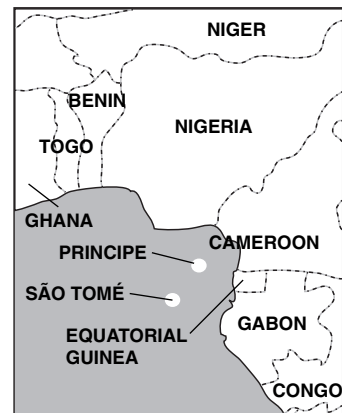 NIGER
BENIN
NIGERIA
TOGO
GHANA
CAMEROON
PRINCIPE
SÃO TOMÉ
EQUATORIAL
GUINEA
GABON
CONGO